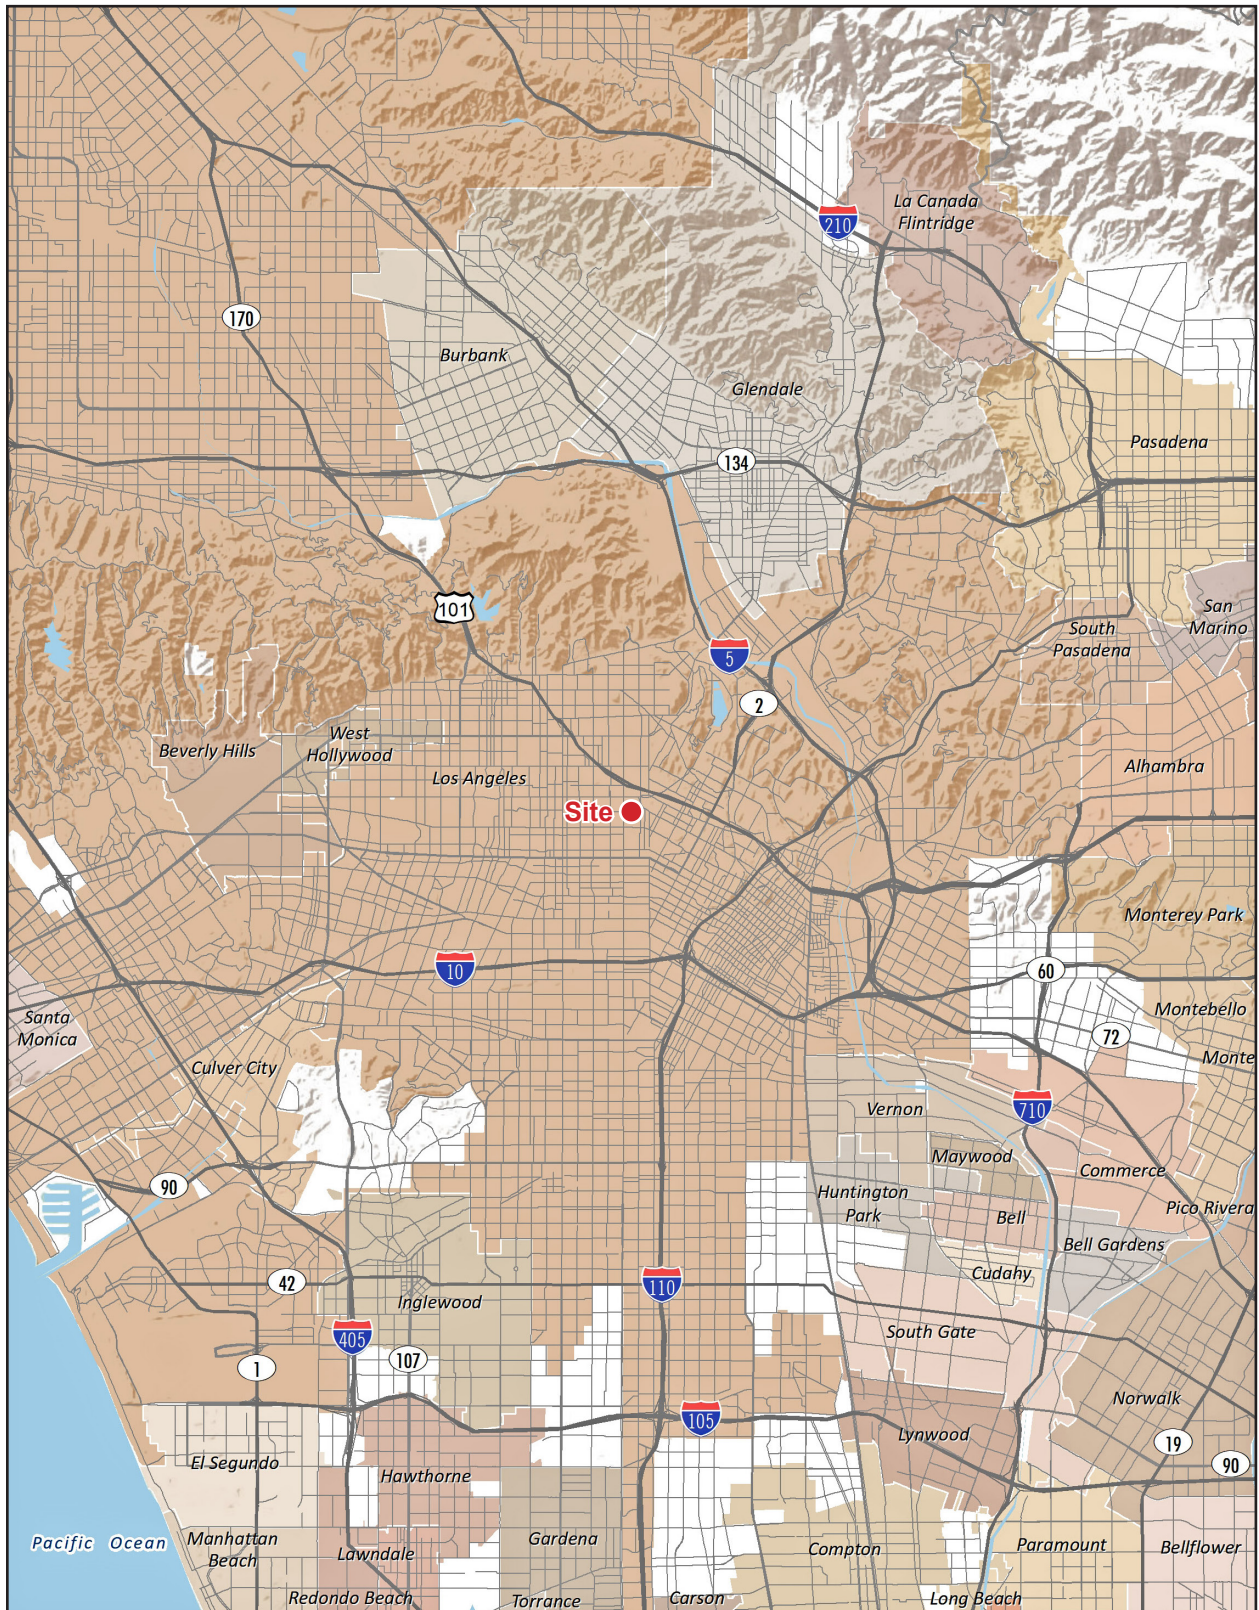 La Canada
Flintridge
210
170
Burbank
Glendale
Pasadena
134
101
San
Marino
South
Pasadena
5
2
West
Hollywood
Beverly Hills
Los Angeles
Alhambra
Site
Monterey Park
10
60
Santa
Monica
Montebello
72
Monte
Culver City
Vernon
710
Maywood
Commerce
90
Huntington
Park
Bell
Pico Rivera
Bell Gardens
Cudahy
42
110
Inglewood
405
South Gate
107
1
Norwalk
105
Lynwood
19
El Segundo
90
Hawthorne
Pacific Ocean
Manhattan
Beach
Lawndale
Gardena
Compton
Paramount
Bellflower
Redondo Beach
Torrance
Carson
Long Beach